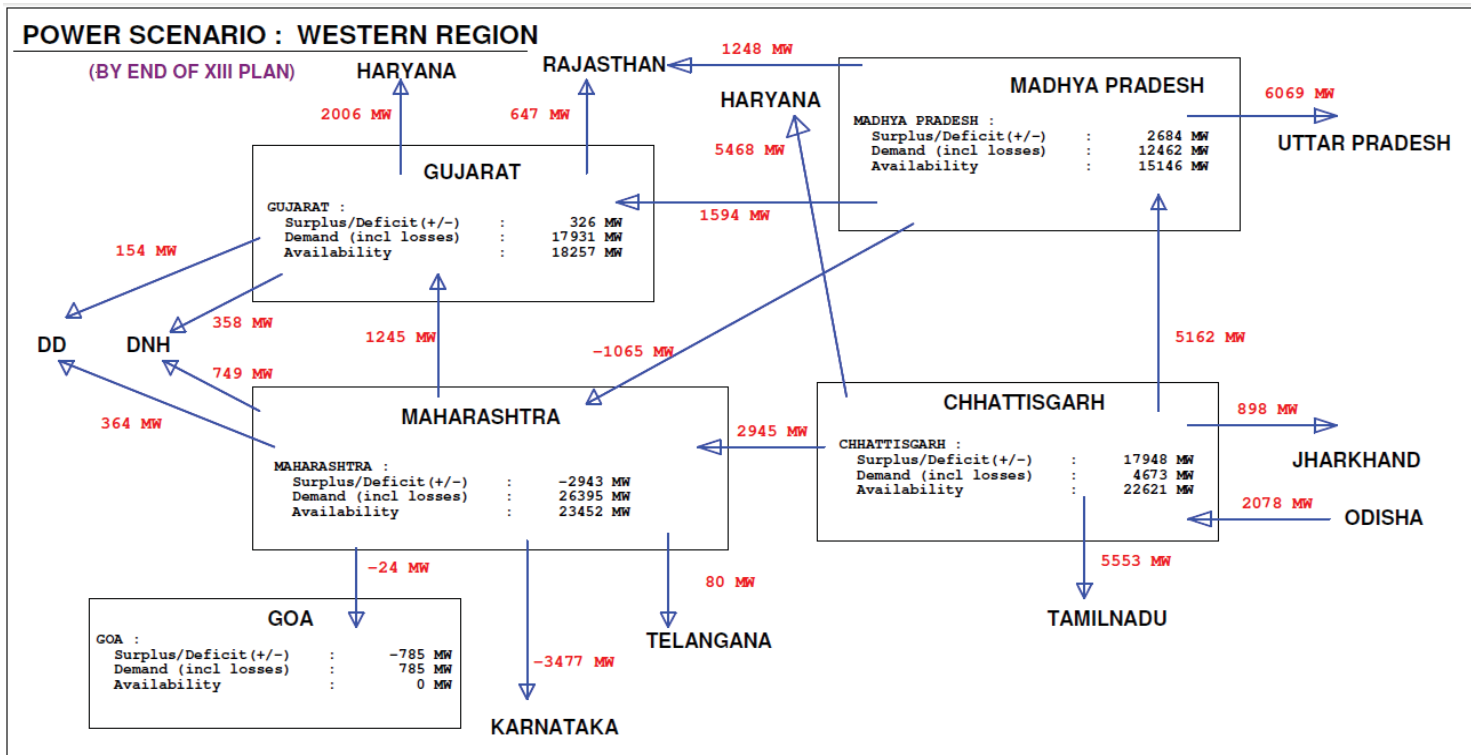 POWER SCENARIO : WESTERN REGION
(BY END OF XIII PLAN)
HARYANA
RAJASTHAN
1248 MW
2006 MW
647 MW
HARYANA
5468 MW
MADHYA PRADESH
MADHYA PRADESH :
Surplus/Deficit(+/-) : 2684 MW
Demand (incl losses) : 12462 MW
Availability : 15146 MW
6069 MW
UTTAR PRADESH
GUJARAT
GUJARAT :
Surplus/Deficit(+/-) : 326 MW
Demand (incl losses) : 17931 MW
Availability : 18257 MW
1594 MW
154 MW
358 MW
DD
DNH
1245 MW
-1065 MW
5162 MW
749 MW
364 MW
MAHARASHTRA
MAHARASHTRA :
Surplus/Deficit(+/-) : -2943 MW
Demand (incl losses) : 26395 MW
Availability : 23452 MW
2945 MW
CHHATTISGARH
CHHATTISGARH :
Surplus/Deficit(+/-) : 17948 MW
Demand (incl losses) : 4673 MW
Availability : 22621 MW
898 MW
JHARKHAND
2078 MW
ODISHA
-24 MW
80 MW
5553 MW
TAMILNADU
GOA
GOA :
Surplus/Deficit(+/-) : -785 MW
Demand (incl losses) : 785 MW
Availability : 0 MW
TELANGANA
-3477 MW
KARNATAKA